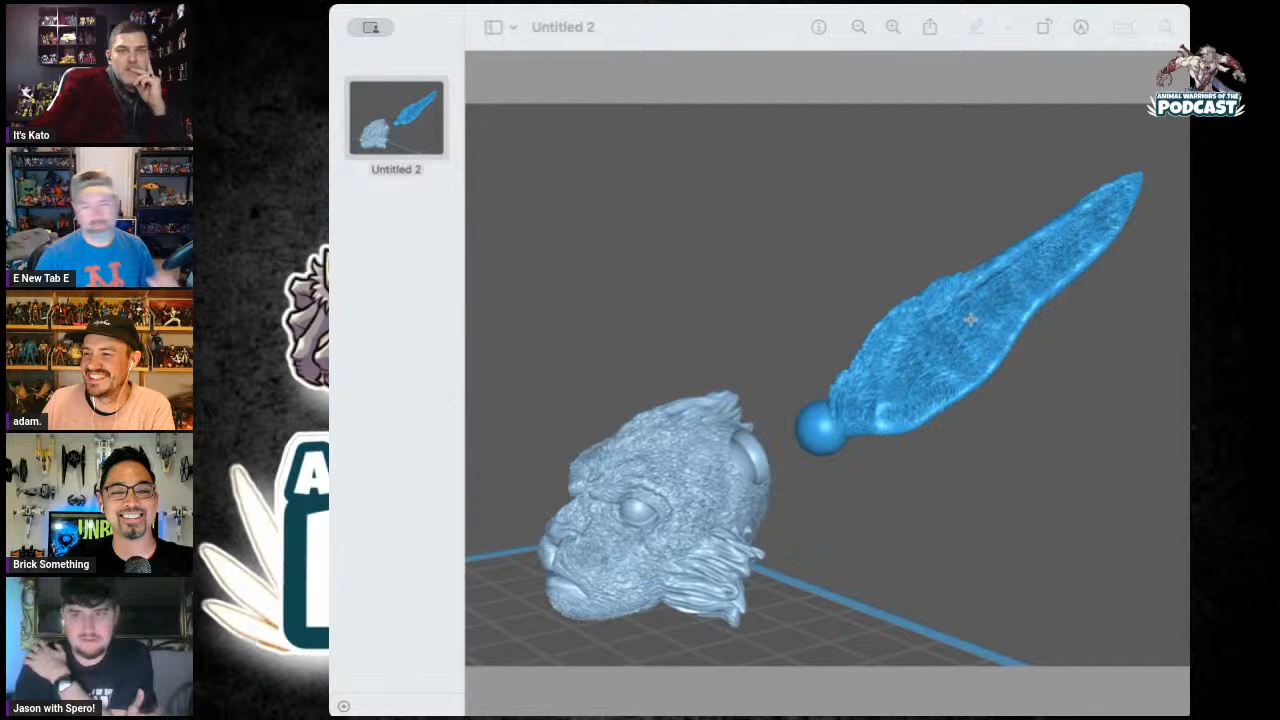 It's Kato
E New Tab E
adam.
Brick Something
Jason with Spero!
Untitled 2
Untitled 2
ANIMAL WARRIORS OF THE
PODCAST
A
UNB